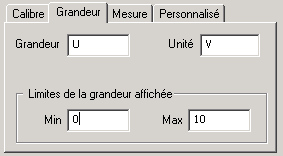 Calibre Grandeur Mesure Personnalisé
Grandeur U Unité V
Limites de la grandeur affichée
Min 0 Max 10